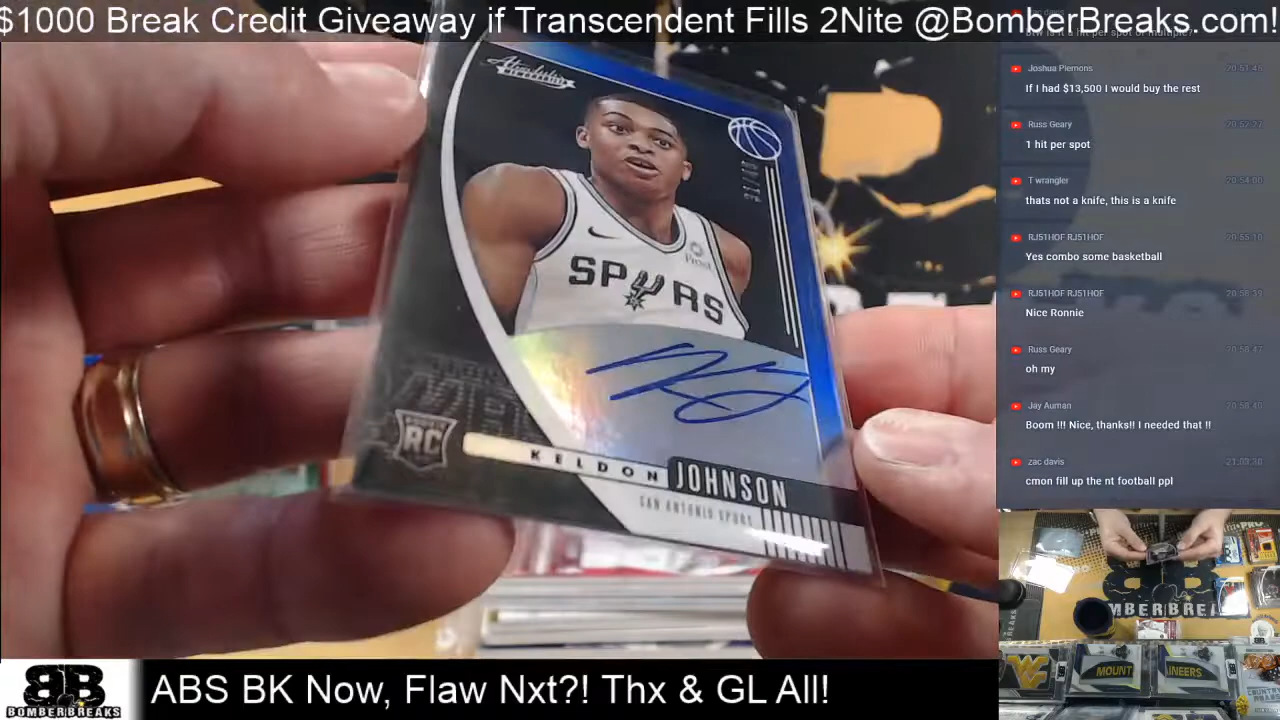 $1000 Break Credit Giveaway if Transcendent Fills 2Nite @BomberBreaks.com!
Absolute
MEMORABILIA
SPURS
RC
KELDON JOHNSON
SAN ANTONIO SPURS
Joshua Plemons
If I had $13,500 I would buy the rest
Russ Geary
1 hit per spot
T wrangler
thats not a knife, this is a knife
RJ51HOF RJ51HOF
Yes combo some basketball
RJ51HOF RJ51HOF
Nice Ronnie
Russ Geary
oh my
Jay Auman
Boom !!! Nice, thanks!! I needed that !!
zac davis
cmon fill up the nt football ppl
MOUNT
AINEERS
BB
BOMBERBREAKS
ABS BK Now, Flaw Nxt?! Thx & GL All!